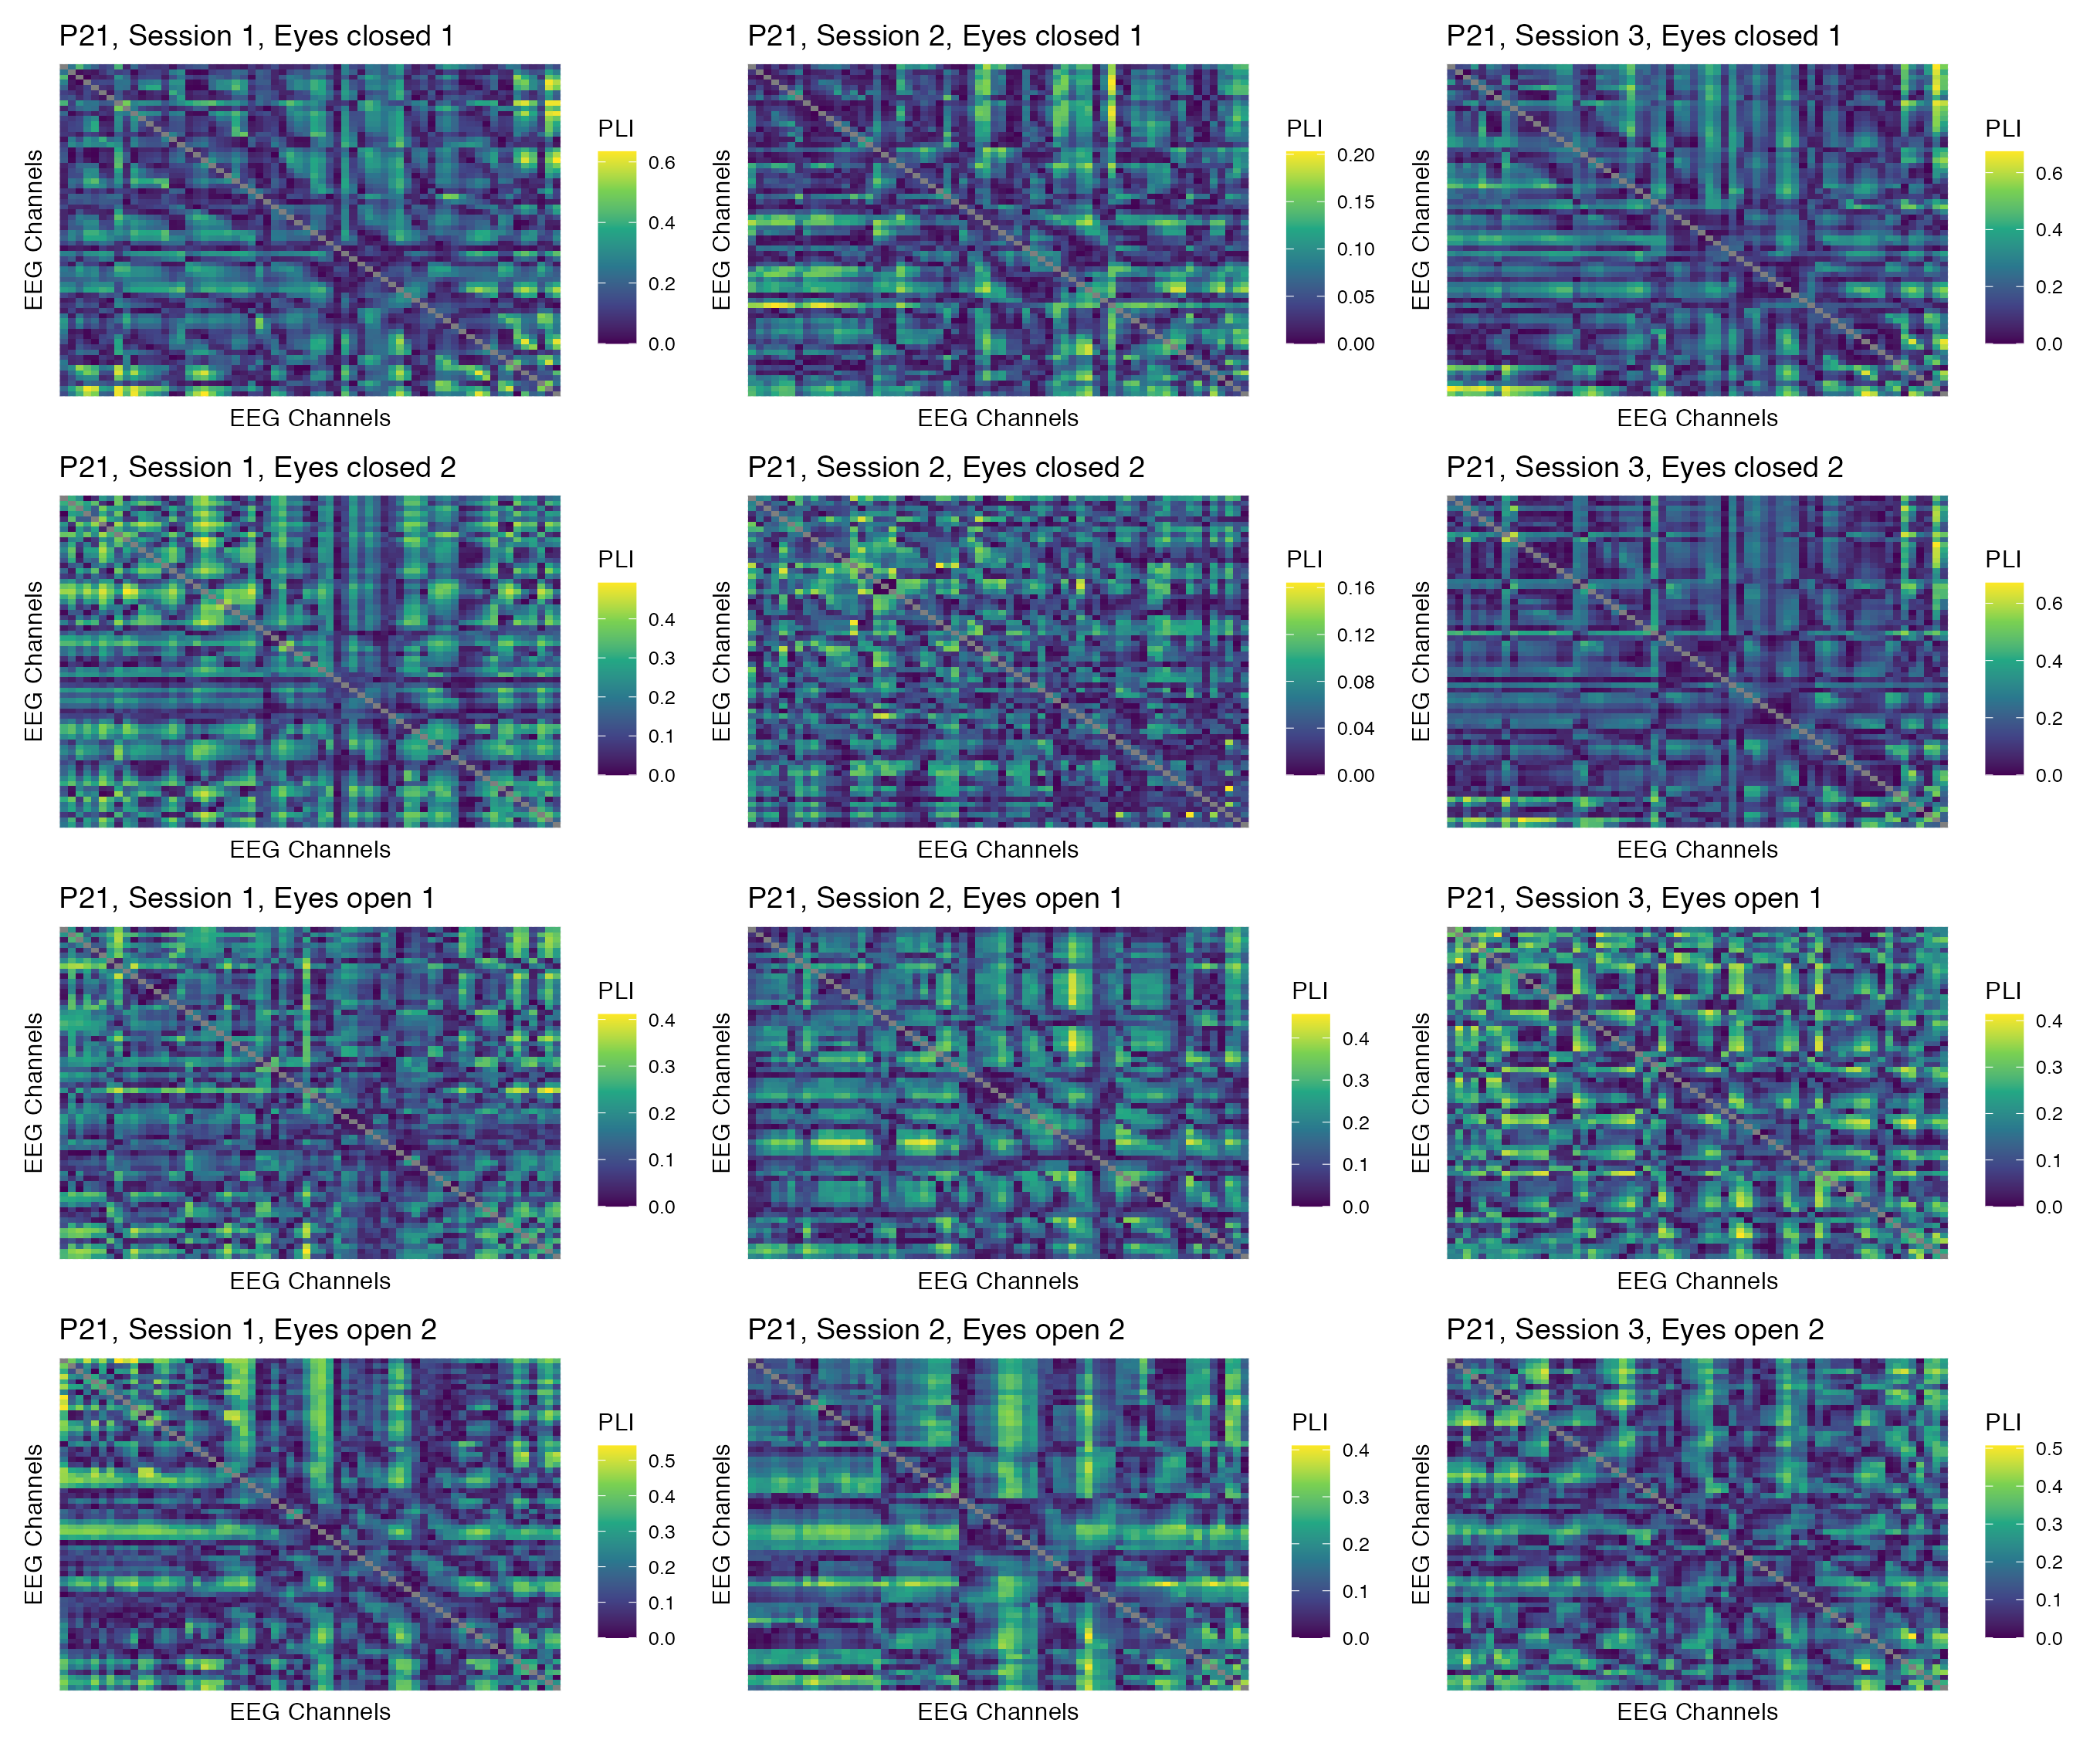 P21, Session 1, Eyes closed 1
EEG Channels
EEG Channels
PLI
0.6
0.4
0.2
0.0
P21, Session 2, Eyes closed 1
EEG Channels
EEG Channels
PLI
0.20
0.15
0.10
0.05
0.00
P21, Session 3, Eyes closed 1
EEG Channels
EEG Channels
PLI
0.6
0.4
0.2
0.0
P21, Session 1, Eyes closed 2
EEG Channels
EEG Channels
PLI
0.4
0.3
0.2
0.1
0.0
P21, Session 2, Eyes closed 2
EEG Channels
EEG Channels
PLI
0.16
0.12
0.08
0.04
0.00
P21, Session 3, Eyes closed 2
EEG Channels
EEG Channels
PLI
0.6
0.4
0.2
0.0
P21, Session 1, Eyes open 1
EEG Channels
EEG Channels
PLI
0.4
0.3
0.2
0.1
0.0
P21, Session 2, Eyes open 1
EEG Channels
EEG Channels
PLI
0.4
0.3
0.2
0.1
0.0
P21, Session 3, Eyes open 1
EEG Channels
EEG Channels
PLI
0.4
0.3
0.2
0.1
0.0
P21, Session 1, Eyes open 2
EEG Channels
EEG Channels
PLI
0.5
0.4
0.3
0.2
0.1
0.0
P21, Session 2, Eyes open 2
EEG Channels
EEG Channels
PLI
0.4
0.3
0.2
0.1
0.0
P21, Session 3, Eyes open 2
EEG Channels
EEG Channels
PLI
0.5
0.4
0.3
0.2
0.1
0.0